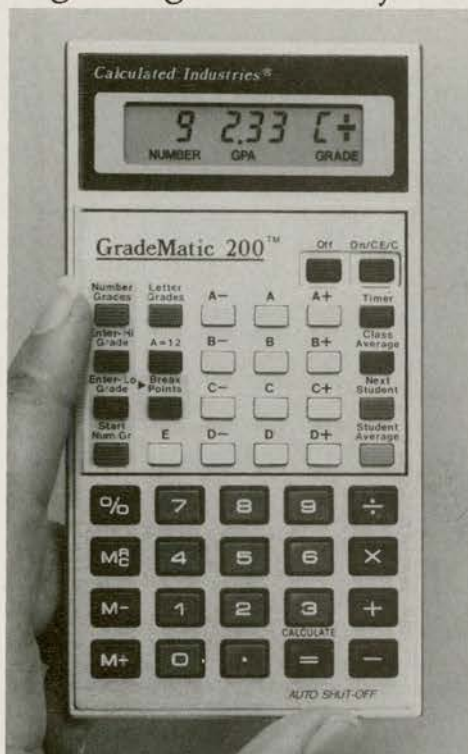 Calculated Industries®
9 2.33 C+
NUMBER GPA GRADE
GradeMatic 200™
Off On/CE/C
Number Grades Letter Grades A- A A+ Timer
Enter-Hi Grade A=12 B- B B+ Class Average
Enter-Lo Grade Break Points C- C C+ Next Student
Start Num Gr E D- D D+ Student Average
% 7 8 9 ÷
4 5 6 ×
M- 1 2 3 +
CALCULATE
M+ 0 . = −
AUTO SHUT-OFF